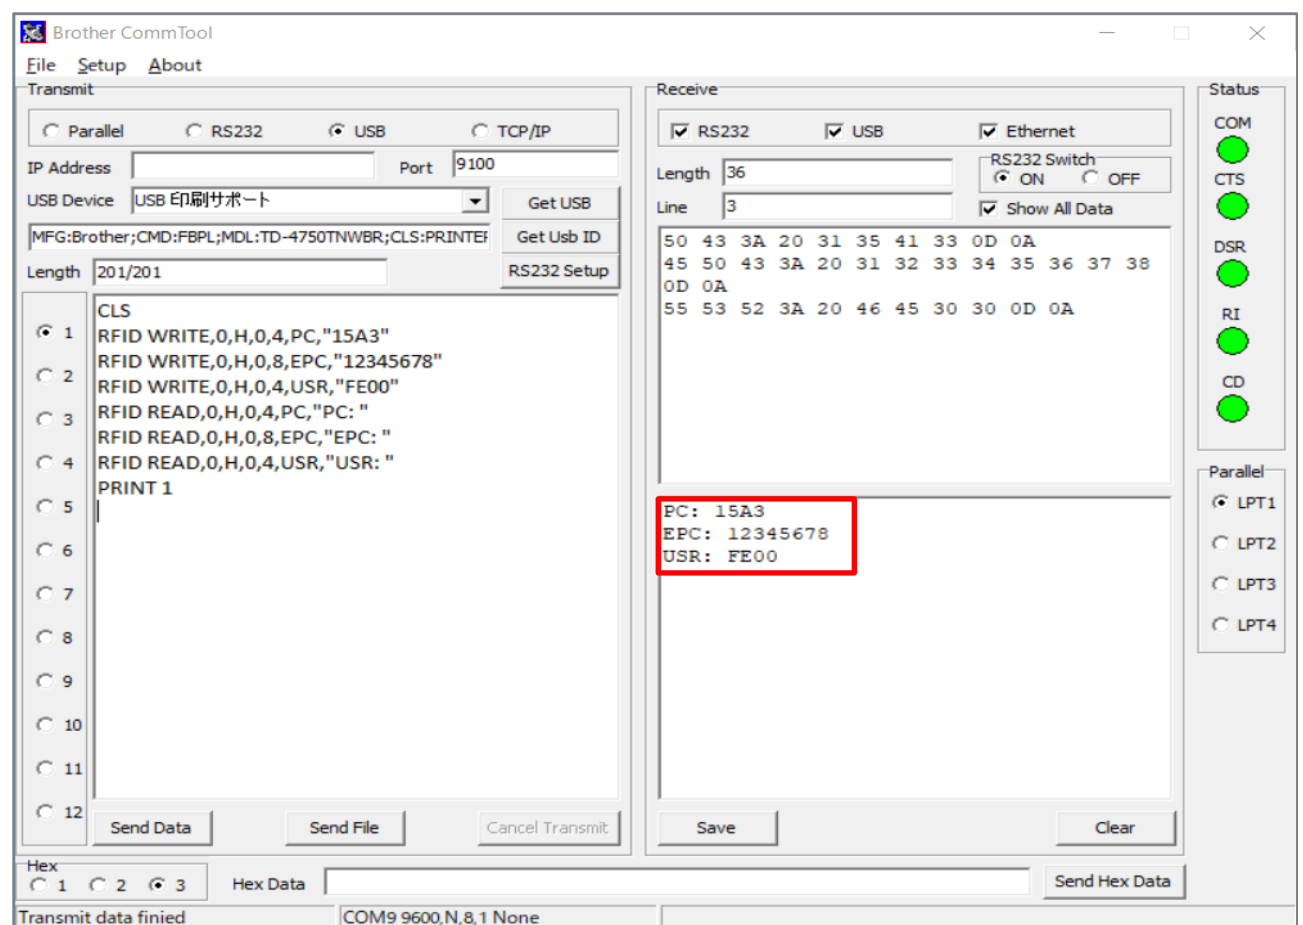 Brother CommTool
File Setup About
Transmit
Parallel RS232 USB TCP/IP
IP Address Port 9100
USB Device USB 印刷サポート Get USB
MFG:Brother;CMD:FBPL;MDL:TD-4750TNWBR;CLS:PRINTER Get Usb ID
Length 201/201 RS232 Setup
1
2
3
4
5
6
7
8
9
10
11
12
CLS
RFID WRITE,0,H,0,4,PC,"15A3"
RFID WRITE,0,H,0,8,EPC,"12345678"
RFID WRITE,0,H,0,4,USR,"FE00"
RFID READ,0,H,0,4,PC,"PC: "
RFID READ,0,H,0,8,EPC,"EPC: "
RFID READ,0,H,0,4,USR,"USR: "
PRINT 1
Send Data Send File Cancel Transmit
Receive
RS232 USB Ethernet
Length 36
RS232 Switch
ON OFF
Line 3 Show All Data
50 43 3A 20 31 35 41 33 0D 0A
45 50 43 3A 20 31 32 33 34 35 36 37 38
0D 0A
55 53 52 3A 20 46 45 30 30 0D 0A
PC: 15A3
EPC: 12345678
USR: FE00
Save Clear
Status
COM
CTS
DSR
RI
CD
Parallel
LPT1
LPT2
LPT3
LPT4
Hex
1 2 3 Hex Data Send Hex Data
Transmit data finied COM9 9600,N,8,1 None